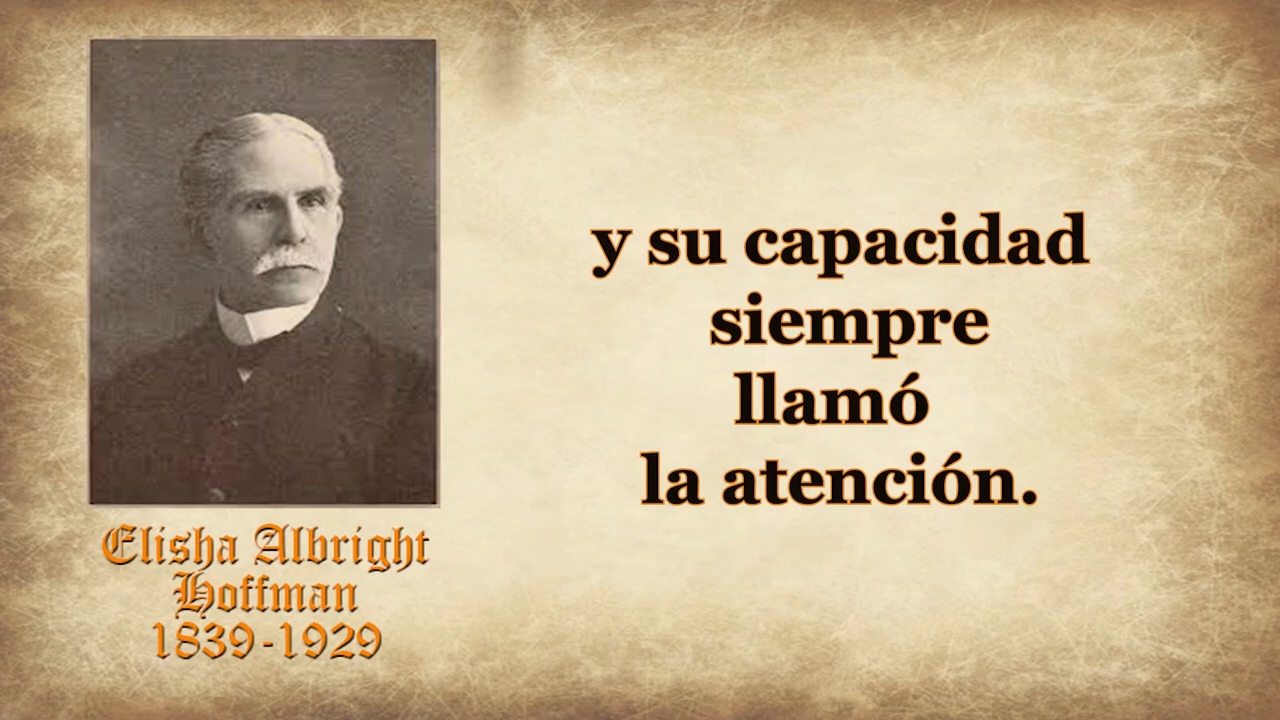 y su capacidad
siempre
llamó
la atención.
Elisha Albright
Hoffman
1839-1929